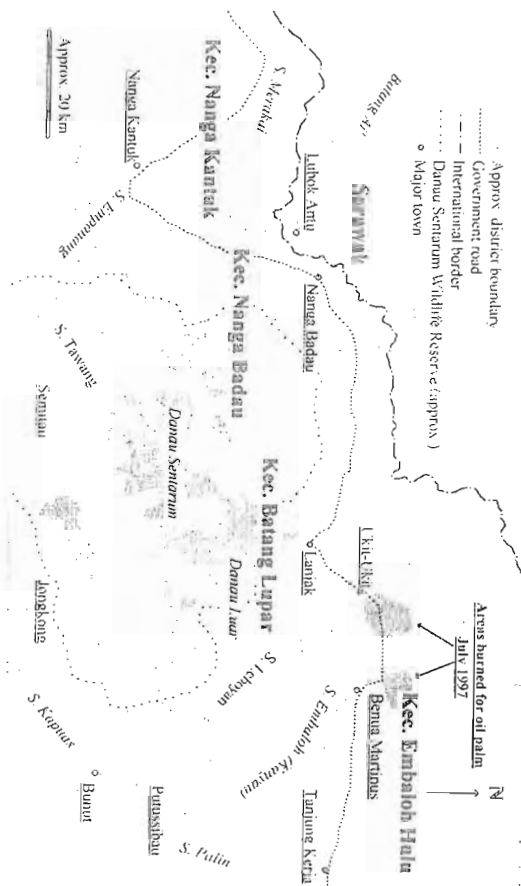 Approx. district boundary
Government road
International border
Danau Sentarum Wildlife Reserve (approx.)
Major town
Areas burned for oil palm
July 1997
N
Batang Ai
Sarawak
Lubok Antu
S. Merakai
Kec. Nanga Kantuk
Nanga Kantuk
Approx. 20 km
S. Empanang
Nanga Badau
Kec. Nanga Badau
S. Tawang
Semitau
Danau Sentarum
Kec. Batang Lupar
Danau Luar
Lanjak
Ukit-Ukit
Kec. Embaloh Hulu
Benua Martinus
S. Embaloh (Kanyau)
S. Leboyan
Jongkong
S. Kapuas
Bunut
Putussibau
S. Palin
Tanjung Kerja